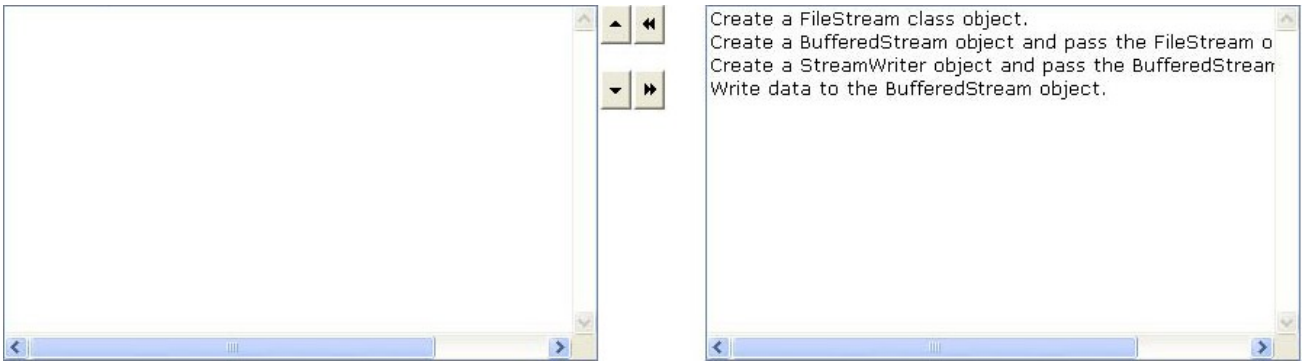 Create a FileStream class object.
Create a BufferedStream object and pass the FileStream o
Create a StreamWriter object and pass the BufferedStream
Write data to the BufferedStream object.